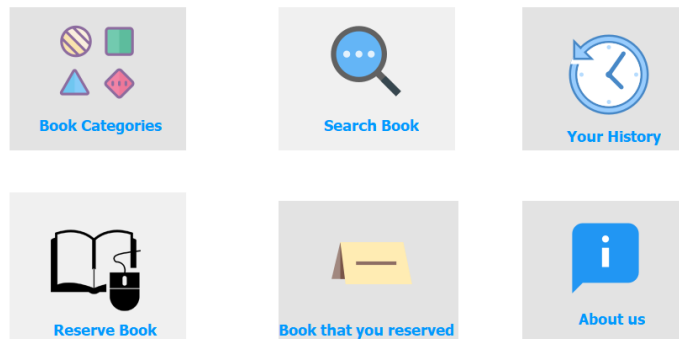 Book Categories
Search Book
Your History
Reserve Book
Book that you reserved
About us